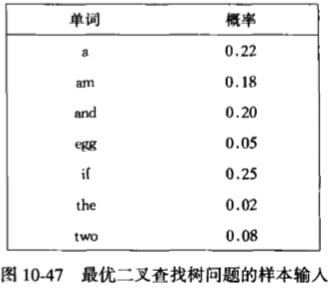 单词 概率
a 0.22
am 0.18
and 0.20
egg 0.05
if 0.25
the 0.02
two 0.08
图 10-47 最优二叉查找树问题的样本输入